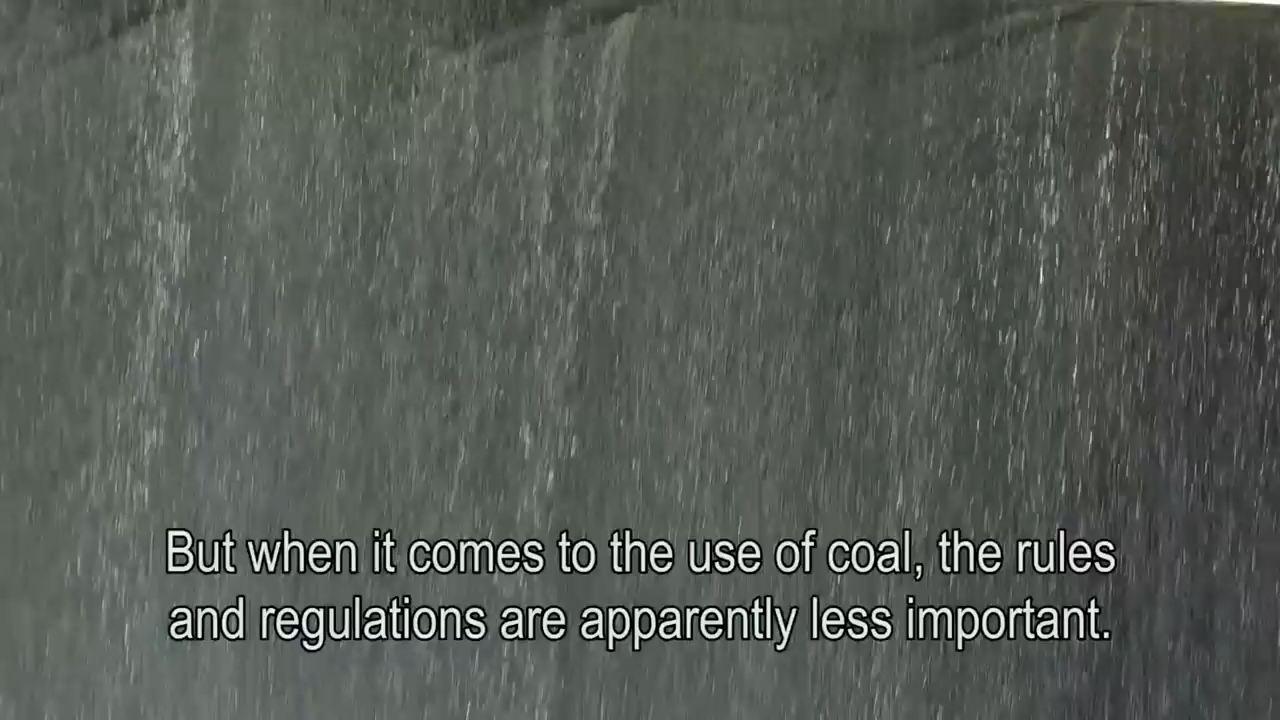 But when it comes to the use of coal, the rules
and regulations are apparently less important.